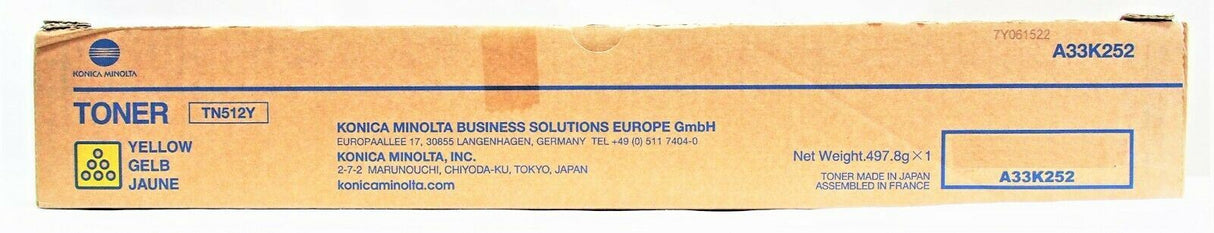 KONICA MINOLTA
7Y061522
A33K252
TONER TN512Y
YELLOW
GELB
JAUNE
KONICA MINOLTA BUSINESS SOLUTIONS EUROPE GmbH
EUROPAALLEE 17, 30855 LANGENHAGEN, GERMANY TEL +49 (0) 511 7404-0
KONICA MINOLTA, INC.
2-7-2 MARUNOUCHI, CHIYODA-KU, TOKYO, JAPAN
konicaminolta.com
Net Weight.497.8g×1
TONER MADE IN JAPAN
ASSEMBLED IN FRANCE
A33K252